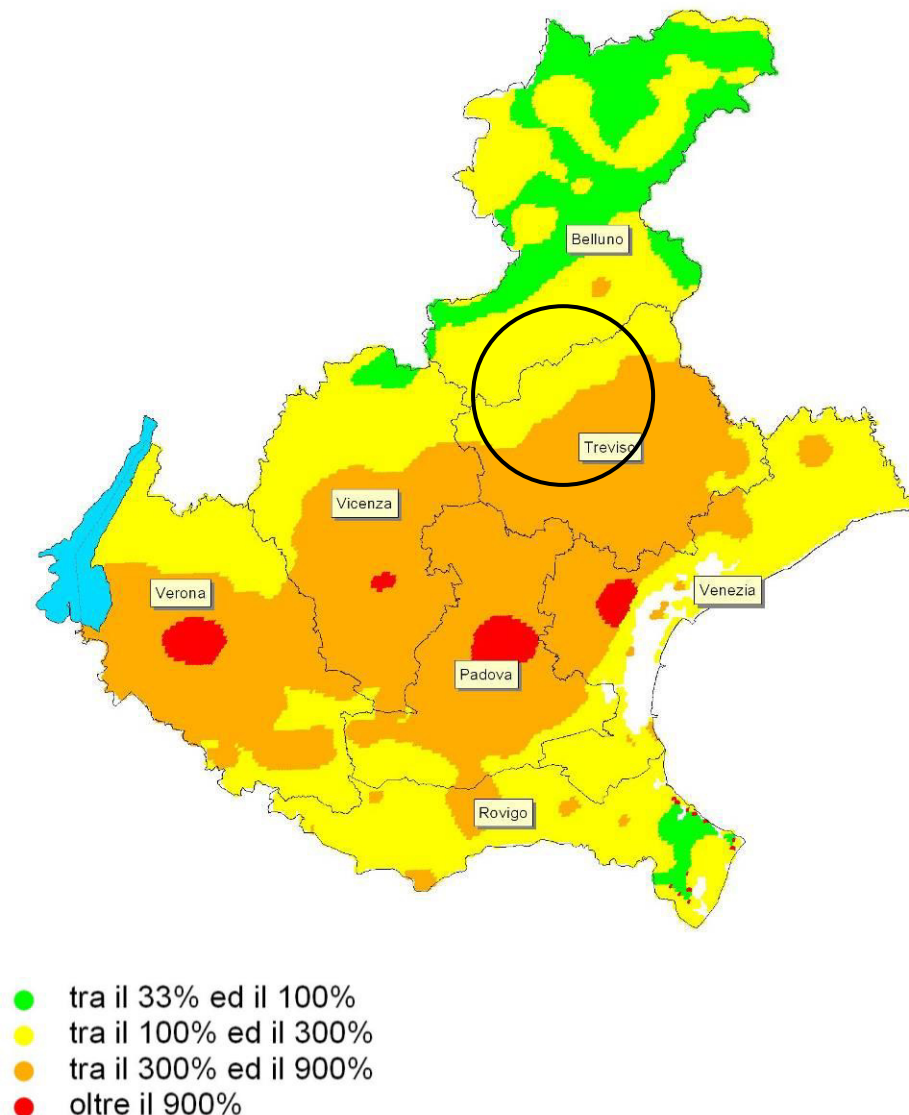 Belluno
Treviso
Vicenza
Verona
Venezia
Padova
Rovigo
tra il 33% ed il 100%
tra il 100% ed il 300%
tra il 300% ed il 900%
oltre il 900%